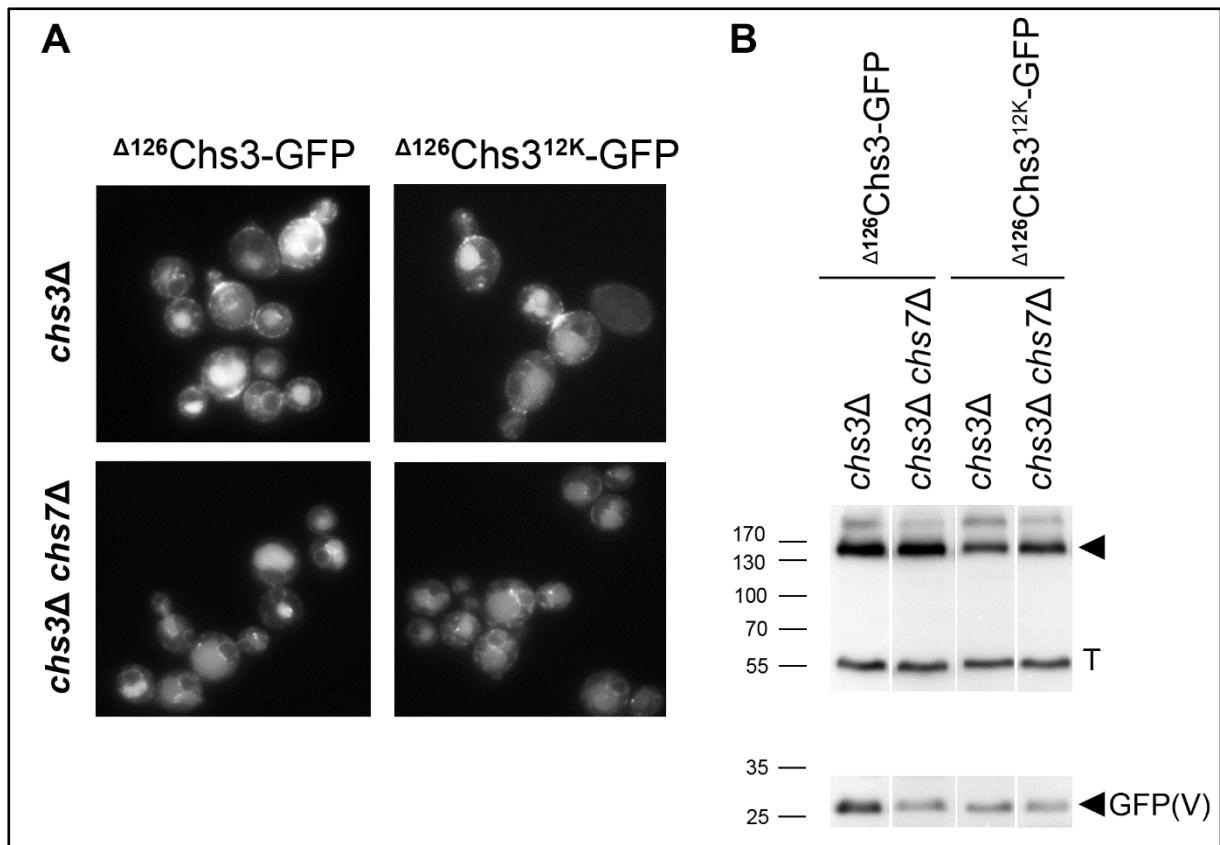 A
Δ126Chs3-GFP
Δ126Chs312K-GFP
chs3Δ
chs3Δ chs7Δ
B
Δ126Chs3-GFP
Δ126Chs312K-GFP
chs3Δ
chs3Δ chs7Δ
chs3Δ
chs3Δ chs7Δ
170
130
100
70
55
T
35
25
GFP(V)